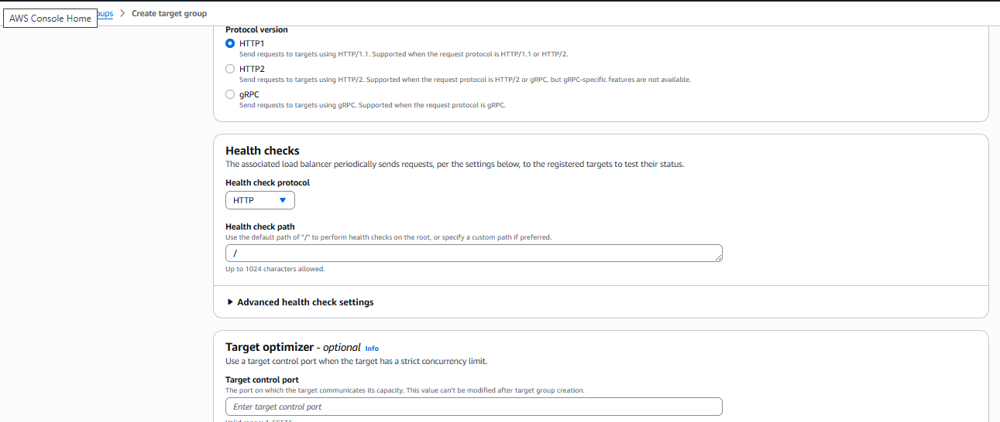 AWS Console Home
oups > Create target group
Protocol version
HTTP1
Send requests to targets using HTTP/1.1. Supported when the request protocol is HTTP/1.1 or HTTP/2.
HTTP2
Send requests to targets using HTTP/2. Supported when the request protocol is HTTP/2 or gRPC, but gRPC-specific features are not available.
gRPC
Send requests to targets using gRPC. Supported when the request protocol is gRPC.
Health checks
The associated load balancer periodically sends requests, per the settings below, to the registered targets to test their status.
Health check protocol
HTTP
Health check path
Use the default path of "/" to perform health checks on the root, or specify a custom path if preferred.
/
Up to 1024 characters allowed.
Advanced health check settings
Target optimizer - optional Info
Use a target control port when the target has a strict concurrency limit.
Target control port
The port on which the target communicates its capacity. This value can't be modified after target group creation.
Enter target control port